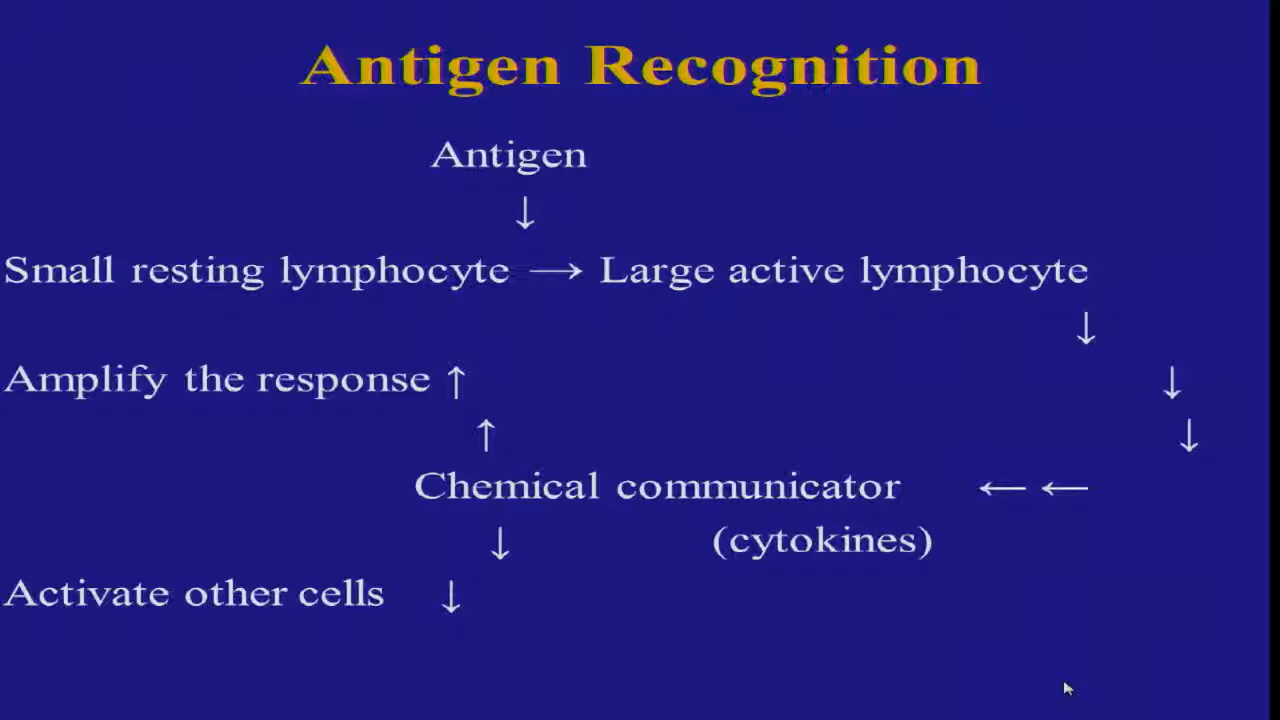 Antigen Recognition
Antigen
↓
Small resting lymphocyte → Large active lymphocyte
↓
Amplify the response ↑ ↓
↑ ↓
Chemical communicator ← ←
↓ (cytokines)
Activate other cells ↓